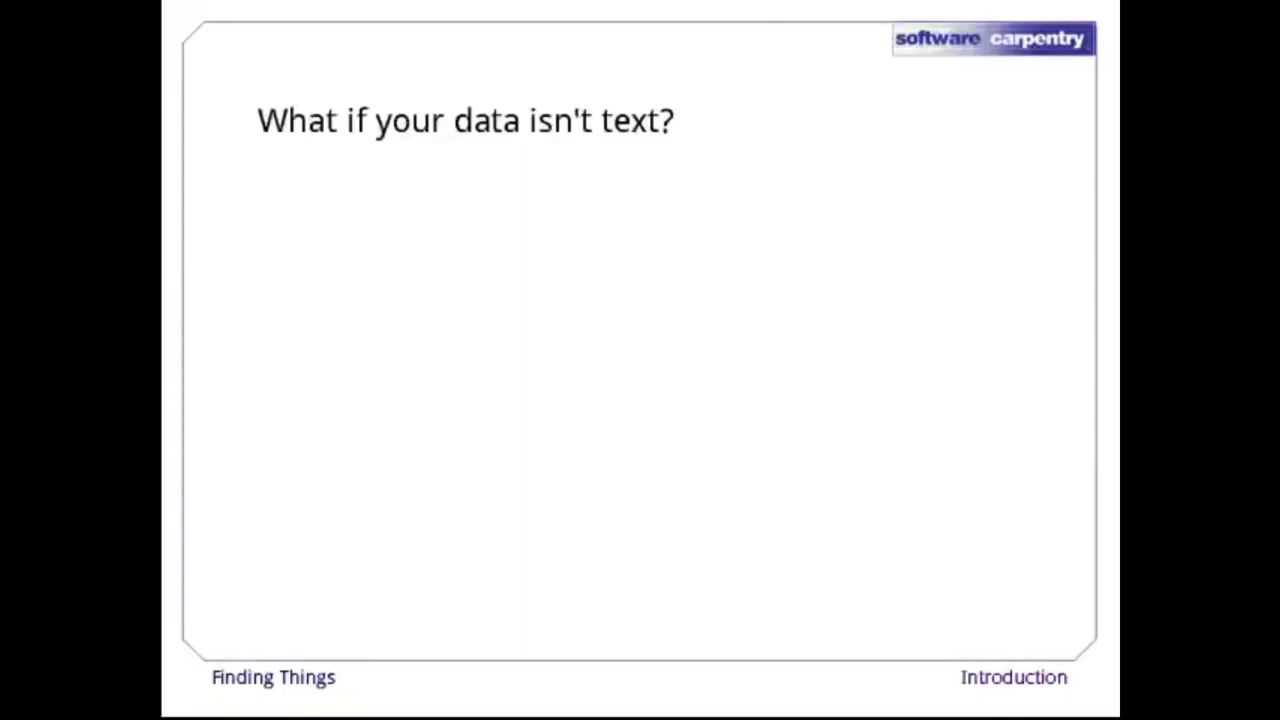 software carpentry
What if your data isn't text?
Finding Things
Introduction